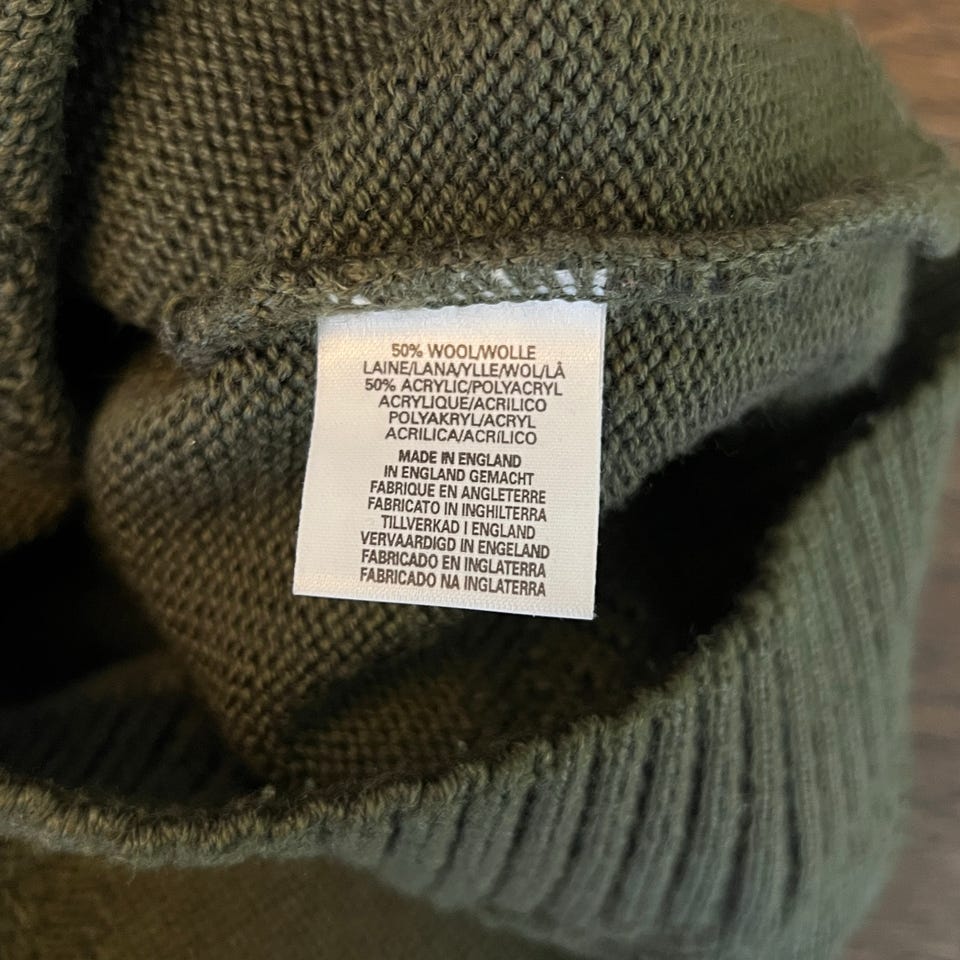 50% WOOL/WOLLE
LAINE/LANA/YLLE/WOL/LÃ
50% ACRYLIC/POLYACRYL
ACRYLIQUE/ACRILICO
POLYAKRYL/ACRYL
ACRILICA/ACRÍLICO
MADE IN ENGLAND
IN ENGLAND GEMACHT
FABRIQUE EN ANGLETERRE
FABRICATO IN INGHILTERRA
TILLVERKAD I ENGLAND
VERVAARDIGD IN ENGELAND
FABRICADO EN INGLATERRA
FABRICADO NA INGLATERRA